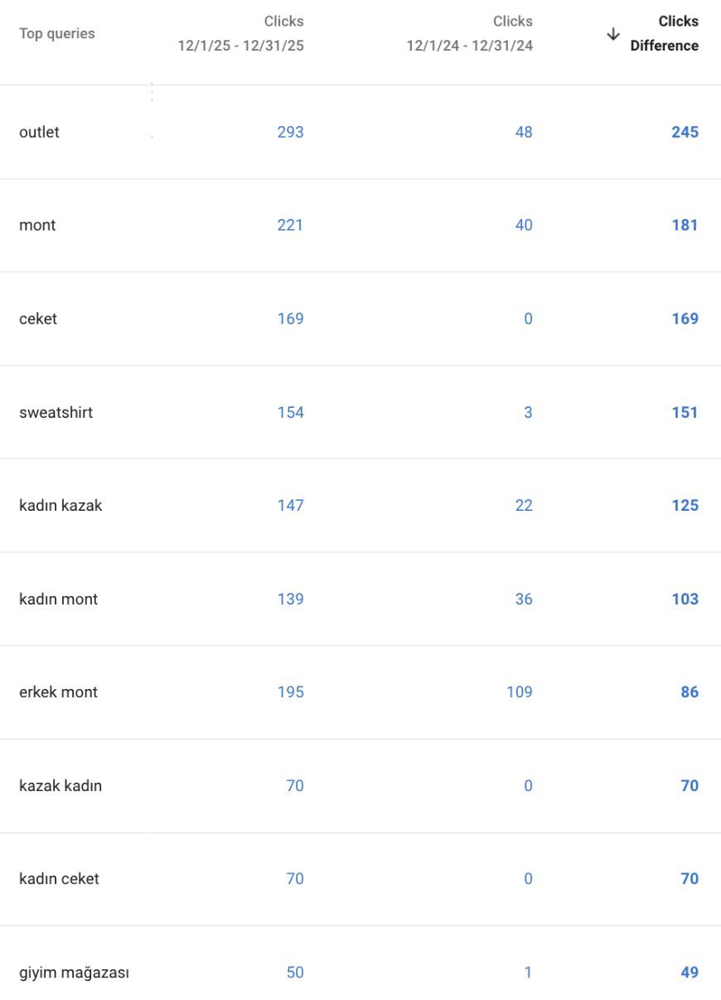 Top queries
Clicks 12/1/25 - 12/31/25
Clicks 12/1/24 - 12/31/24
Clicks Difference
outlet 293 48 245
mont 221 40 181
ceket 169 0 169
sweatshirt 154 3 151
kadın kazak 147 22 125
kadın mont 139 36 103
erkek mont 195 109 86
kazak kadın 70 0 70
kadın ceket 70 0 70
giyim mağazası 50 1 49